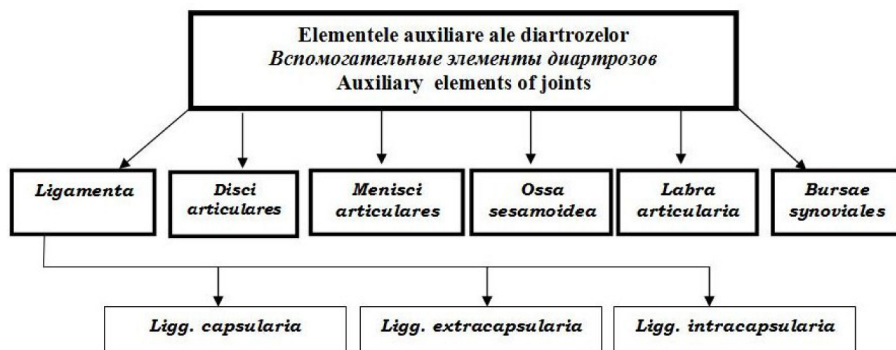 Elementele auxiliare ale diartrozelor
Вспомогательные элементы диартрозов
Auxiliary elements of joints
Ligamenta
Disci
articulares
Menisci
articulares
Ossa
sesamoidea
Labra
articularia
Bursae
synoviales
Ligg. capsularia
Ligg. extracapsularia
Ligg. intracapsularia